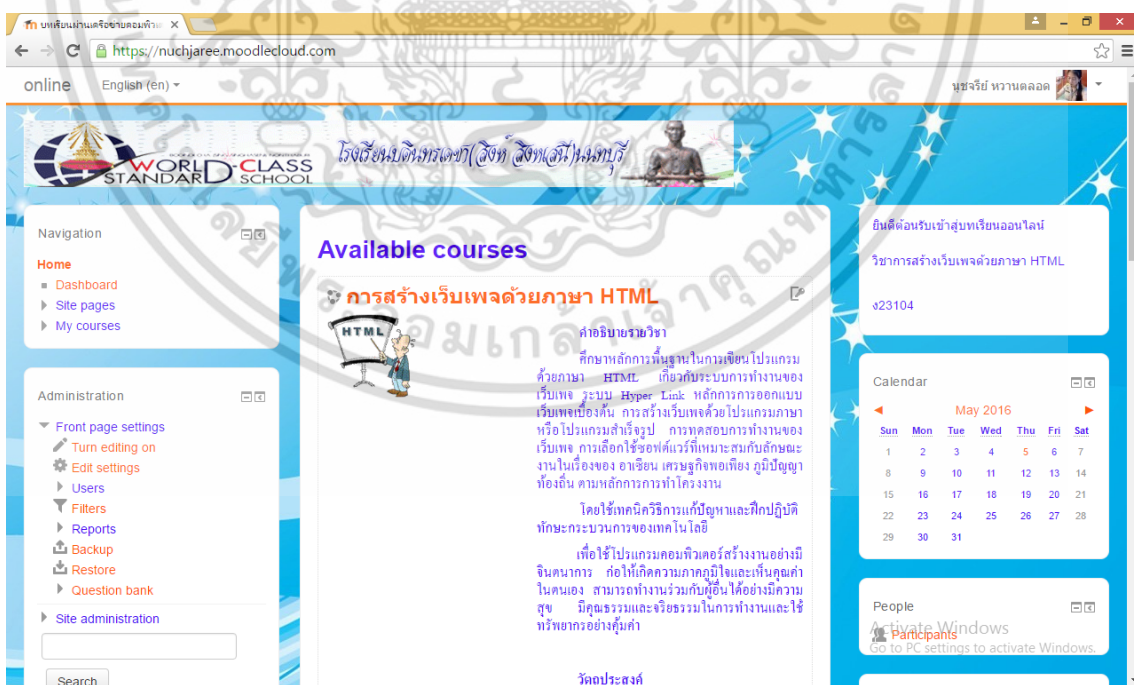 บทเรียนผ่านเครือข่ายคอมพิวเ
https://nuchjaree.moodlecloud.com
online
English (en)
นุชจรีย์ หวานตลอด
WORLD-CLASS
STANDARD SCHOOL
โรงเรียนบดินทรเดชา(สิงห์ สิงหเสนี)นนทบุรี
Navigation
Home
Dashboard
Site pages
My courses
Administration
Front page settings
Turn editing on
Edit settings
Users
Filters
Reports
Backup
Restore
Question bank
Site administration
Search
Available courses
การสร้างเว็บเพจด้วยภาษา HTML
HTML
คำอธิบายรายวิชา
ศึกษาหลักการพื้นฐานในการเขียนโปรแกรม
ด้วยภาษา HTML เกี่ยวกับระบบการทำงานของ
เว็บเพจ ระบบ Hyper Link หลักการการออกแบบ
เว็บเพจเบื้องต้น การสร้างเว็บเพจด้วยโปรแกรมภาษา
หรือโปรแกรมสำเร็จรูป การทดสอบการทำงานของ
เว็บเพจ การเลือกใช้ซอฟต์แวร์ที่เหมาะสมกับลักษณะ
งานในเรื่องของ อาเซียน เศรษฐกิจพอเพียง ภูมิปัญญา
ท้องถิ่น ตามหลักการการทำโครงงาน
โดยใช้เทคนิควิธีการแก้ปัญหาและฝึกปฏิบัติ
ทักษะกระบวนการของเทคโนโลยี
เพื่อใช้โปรแกรมคอมพิวเตอร์สร้างงานอย่างมี
จินตนาการ ก่อให้เกิดความภาคภูมิใจและเห็นคุณค่า
ในตนเอง สามารถทำงานร่วมกับผู้อื่นได้อย่างมีความ
สุข มีคุณธรรมและจริยธรรมในการทำงานและใช้
ทรัพยากรอย่างคุ้มค่า
วัตถุประสงค์
ยินดีต้อนรับเข้าสู่บทเรียนออนไลน์
วิชาการสร้างเว็บเพจด้วยภาษา HTML
ง23104
Calendar
May 2016
Sun Mon Tue Wed Thu Fri Sat
1 2 3 4 5 6 7
8 9 10 11 12 13 14
15 16 17 18 19 20 21
22 23 24 25 26 27 28
29 30 31
People
Participants
Activate Windows
Go to PC settings to activate Windows.